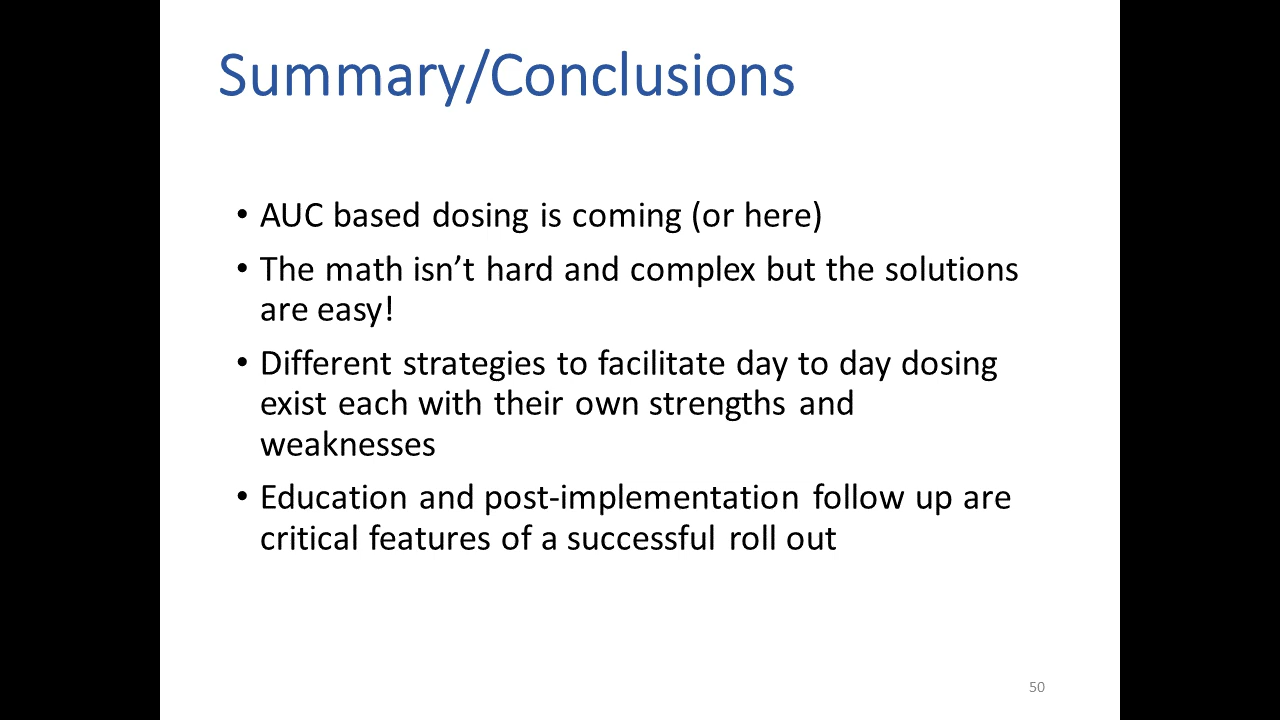 Summary/Conclusions
• AUC based dosing is coming (or here)
• The math isn’t hard and complex but the solutions
are easy!
• Different strategies to facilitate day to day dosing
exist each with their own strengths and
weaknesses
• Education and post-implementation follow up are
critical features of a successful roll out
50